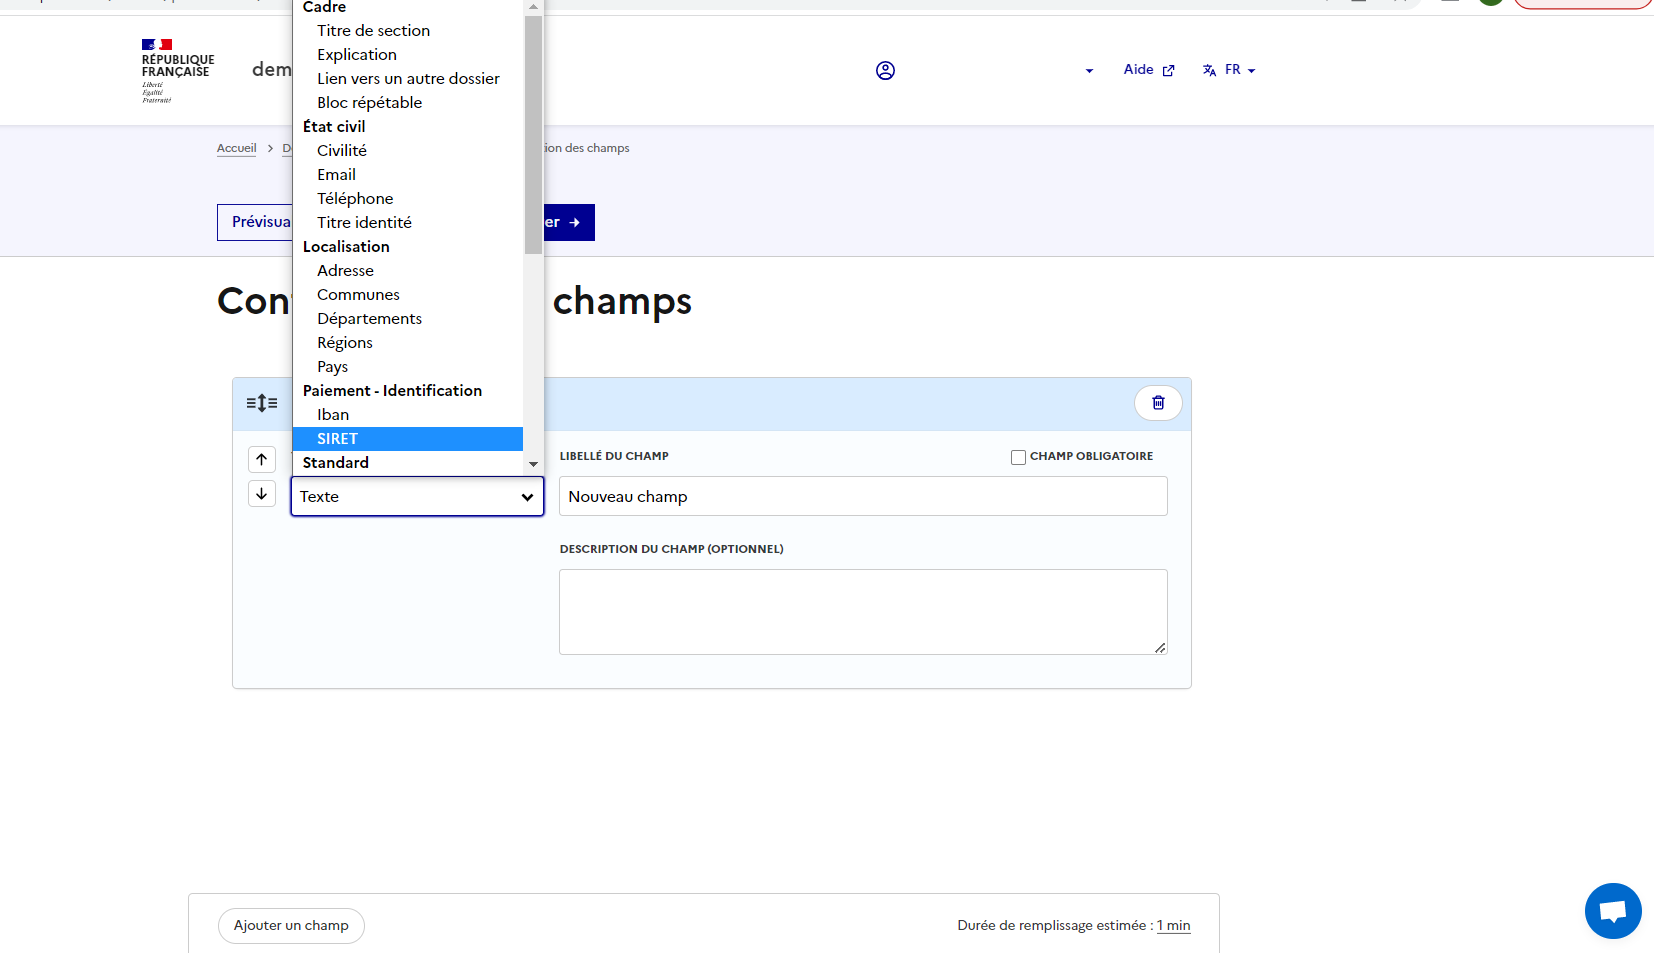 RÉPUBLIQUE
FRANÇAISE
Liberté
Égalité
Fraternité
dem
Aide
FR
Accueil
D
ion des champs
Prévisua
er
Con
champs
Cadre
Titre de section
Explication
Lien vers un autre dossier
Bloc répétable
État civil
Civilité
Email
Téléphone
Titre identité
Localisation
Adresse
Communes
Départements
Régions
Pays
Paiement - Identification
Iban
SIRET
Standard
Texte
LIBELLÉ DU CHAMP
CHAMP OBLIGATOIRE
Nouveau champ
DESCRIPTION DU CHAMP (OPTIONNEL)
Ajouter un champ
Durée de remplissage estimée : 1 min